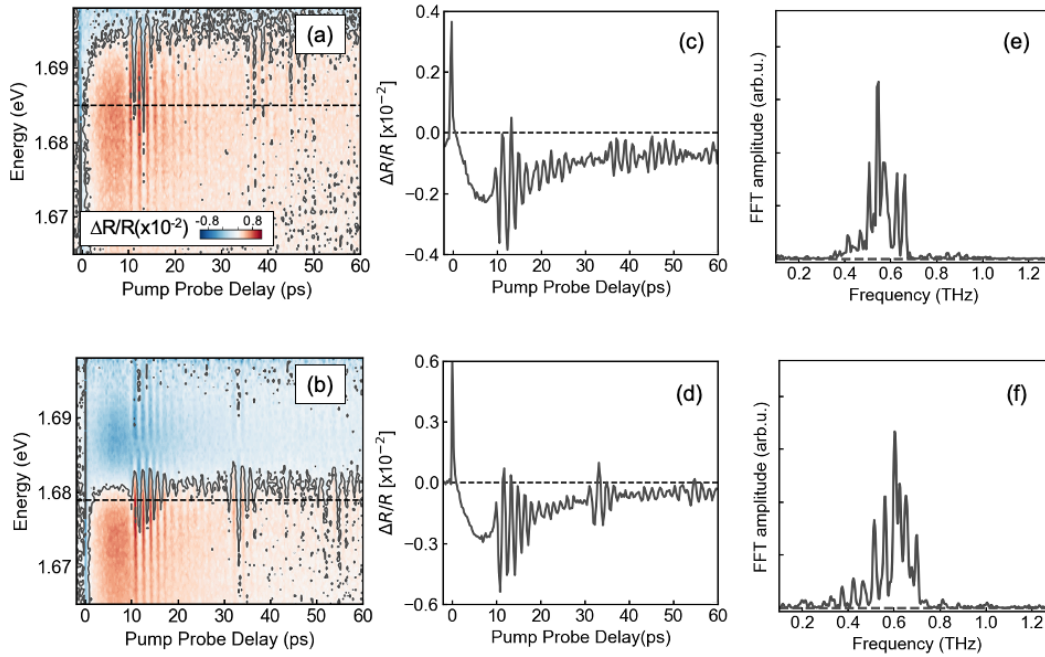 (a)
Energy (eV)
1.69
1.68
1.67
ΔR/R(x10⁻²)
-0.8 0.8
0 10 20 30 40 50 60
Pump Probe Delay (ps)
(c)
ΔR/R [x10⁻²]
0.4
0.2
0.0
−0.2
−0.4
0 10 20 30 40 50 60
Pump Probe Delay(ps)
(e)
FFT amplitude (arb.u.)
0.2 0.4 0.6 0.8 1.0 1.2
Frequency (THz)
(b)
Energy (eV)
1.69
1.68
1.67
0 10 20 30 40 50 60
Pump Probe Delay (ps)
(d)
ΔR/R [x10⁻²]
0.6
0.3
0.0
−0.3
−0.6
0 10 20 30 40 50 60
Pump Probe Delay(ps)
(f)
FFT amplitude (arb.u.)
0.2 0.4 0.6 0.8 1.0 1.2
Frequency (THz)